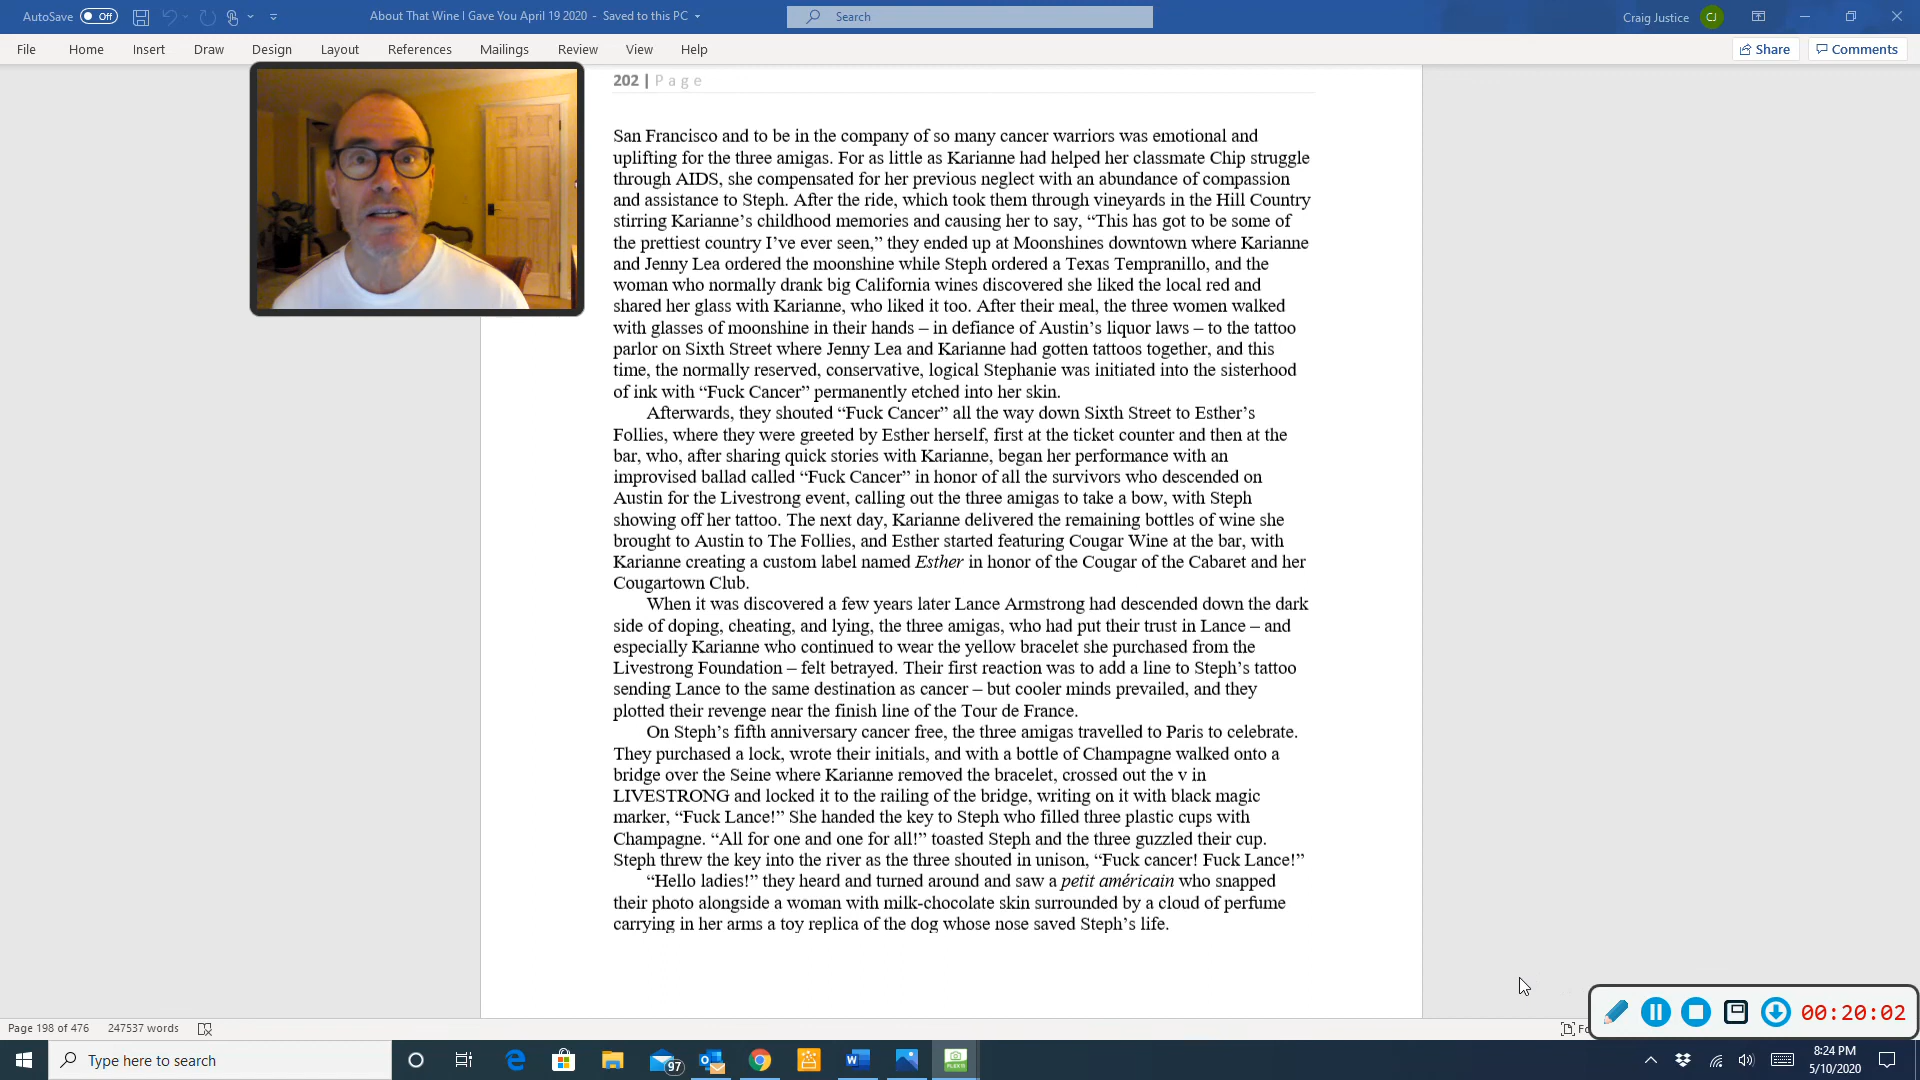 AutoSave Off
About That Wine I Gave You April 19 2020 - Saved to this PC
Search
Craig Justice CJ
File Home Insert Draw Design Layout References Mailings Review View Help
Share Comments
202 | Page
San Francisco and to be in the company of so many cancer warriors was emotional and
uplifting for the three amigas. For as little as Karianne had helped her classmate Chip struggle
through AIDS, she compensated for her previous neglect with an abundance of compassion
and assistance to Steph. After the ride, which took them through vineyards in the Hill Country
stirring Karianne’s childhood memories and causing her to say, “This has got to be some of
the prettiest country I’ve ever seen,” they ended up at Moonshines downtown where Karianne
and Jenny Lea ordered the moonshine while Steph ordered a Texas Tempranillo, and the
woman who normally drank big California wines discovered she liked the local red and
shared her glass with Karianne, who liked it too. After their meal, the three women walked
with glasses of moonshine in their hands – in defiance of Austin’s liquor laws – to the tattoo
parlor on Sixth Street where Jenny Lea and Karianne had gotten tattoos together, and this
time, the normally reserved, conservative, logical Stephanie was initiated into the sisterhood
of ink with “Fuck Cancer” permanently etched into her skin.
Afterwards, they shouted “Fuck Cancer” all the way down Sixth Street to Esther’s
Follies, where they were greeted by Esther herself, first at the ticket counter and then at the
bar, who, after sharing quick stories with Karianne, began her performance with an
improvised ballad called “Fuck Cancer” in honor of all the survivors who descended on
Austin for the Livestrong event, calling out the three amigas to take a bow, with Steph
showing off her tattoo. The next day, Karianne delivered the remaining bottles of wine she
brought to Austin to The Follies, and Esther started featuring Cougar Wine at the bar, with
Karianne creating a custom label named Esther in honor of the Cougar of the Cabaret and her
Cougartown Club.
When it was discovered a few years later Lance Armstrong had descended down the dark
side of doping, cheating, and lying, the three amigas, who had put their trust in Lance – and
especially Karianne who continued to wear the yellow bracelet she purchased from the
Livestrong Foundation – felt betrayed. Their first reaction was to add a line to Steph’s tattoo
sending Lance to the same destination as cancer – but cooler minds prevailed, and they
plotted their revenge near the finish line of the Tour de France.
On Steph’s fifth anniversary cancer free, the three amigas travelled to Paris to celebrate.
They purchased a lock, wrote their initials, and with a bottle of Champagne walked onto a
bridge over the Seine where Karianne removed the bracelet, crossed out the v in
LIVESTRONG and locked it to the railing of the bridge, writing on it with black magic
marker, “Fuck Lance!” She handed the key to Steph who filled three plastic cups with
Champagne. “All for one and one for all!” toasted Steph and the three guzzled their cup.
Steph threw the key into the river as the three shouted in unison, “Fuck cancer! Fuck Lance!”
“Hello ladies!” they heard and turned around and saw a petit américain who snapped
their photo alongside a woman with milk-chocolate skin surrounded by a cloud of perfume
carrying in her arms a toy replica of the dog whose nose saved Steph’s life.
00:20:02
Page 198 of 476 247537 words
Type here to search
97
8:24 PM
5/10/2020